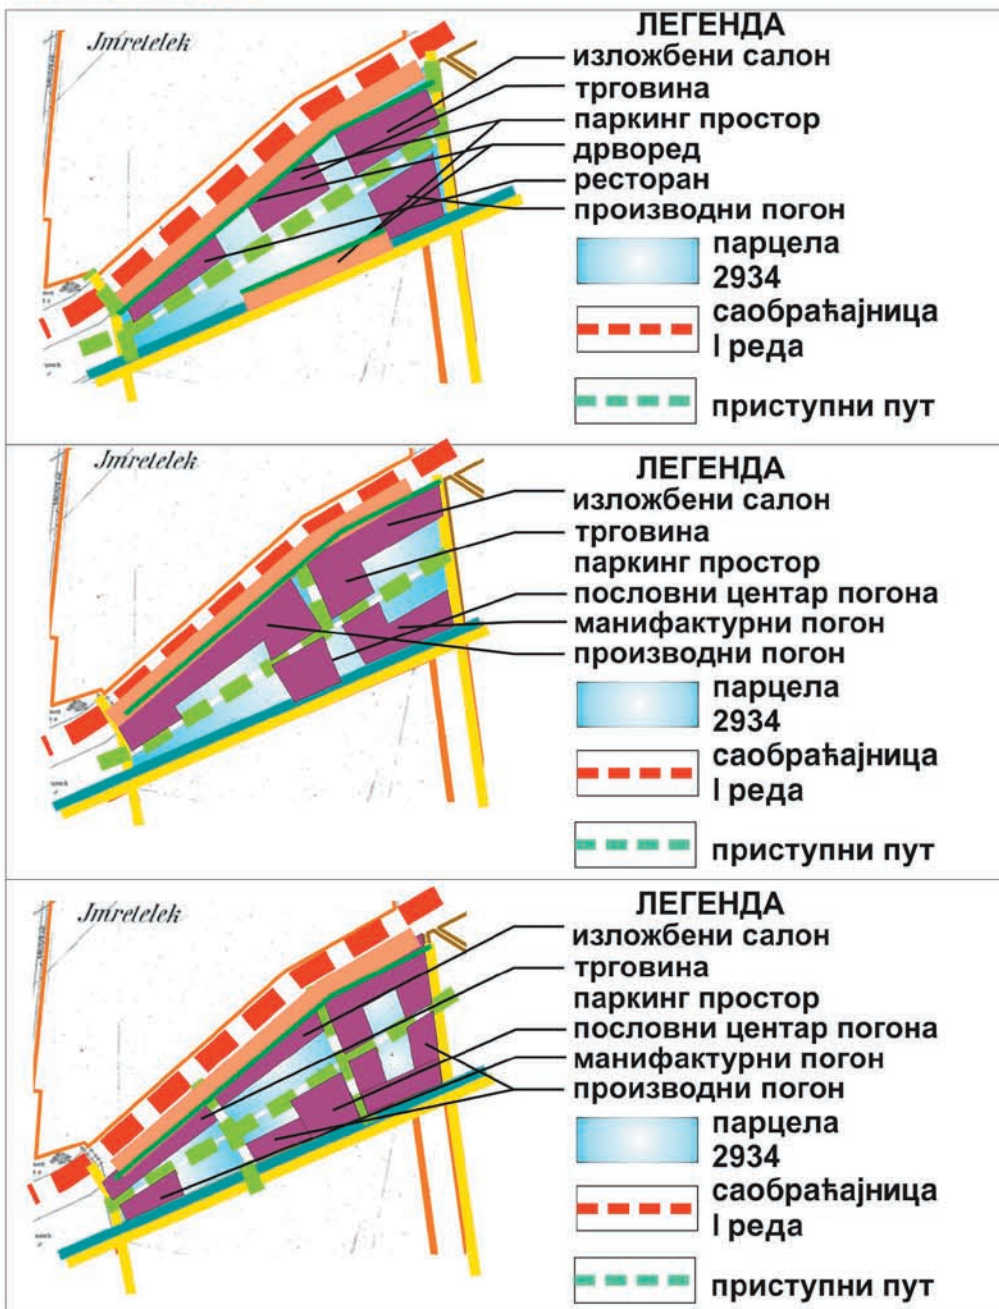 Jmretelek
ЛЕГЕНДА
изложбени салон
трговина
паркинг простор
дрворед
ресторан
производни погон
парцела
2934
саобраћајница
I реда
приступни пут
Jmretelek
ЛЕГЕНДА
изложбени салон
трговина
паркинг простор
пословни центар погона
манифактурни погон
производни погон
парцела
2934
саобраћајница
I реда
приступни пут
Jmretelek
ЛЕГЕНДА
изложбени салон
трговина
паркинг простор
пословни центар погона
манифактурни погон
производни погон
парцела
2934
саобраћајница
I реда
приступни пут